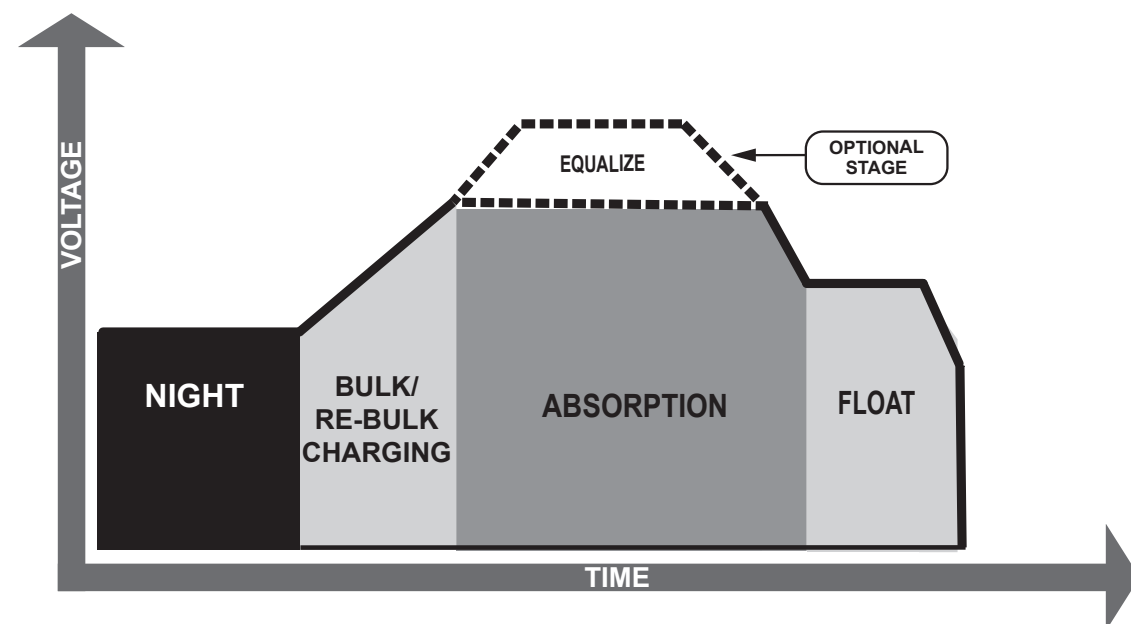 VOLTAGE
EQUALIZE
OPTIONAL
STAGE
NIGHT
BULK/
RE-BULK
CHARGING
ABSORPTION
FLOAT
TIME